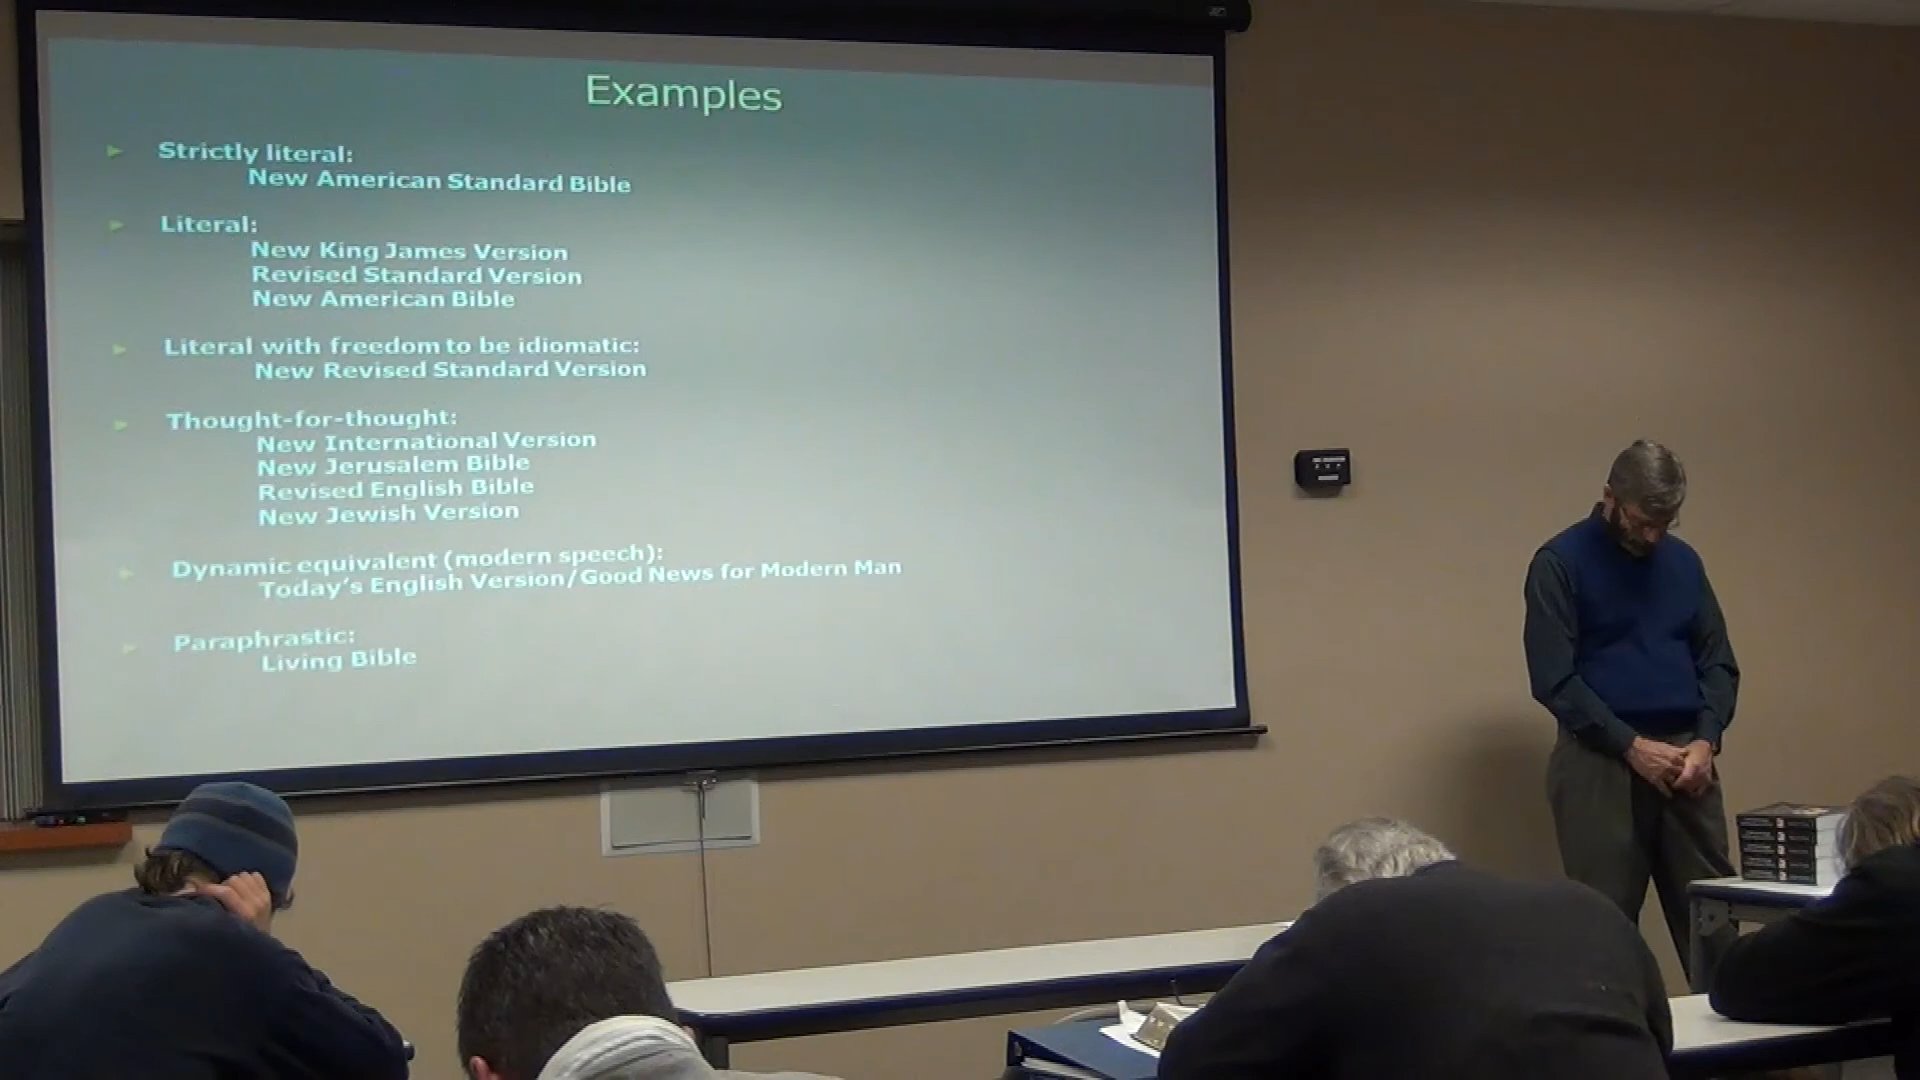 Examples
Strictly literal:
New American Standard Bible
Literal:
New King James Version
Revised Standard Version
New American Bible
Literal with freedom to be idiomatic:
New Revised Standard Version
Thought-for-thought:
New International Version
New Jerusalem Bible
Revised English Bible
New Jewish Version
Dynamic equivalent (modern speech):
Today's English Version/Good News for Modern Man
Paraphrastic:
Living Bible